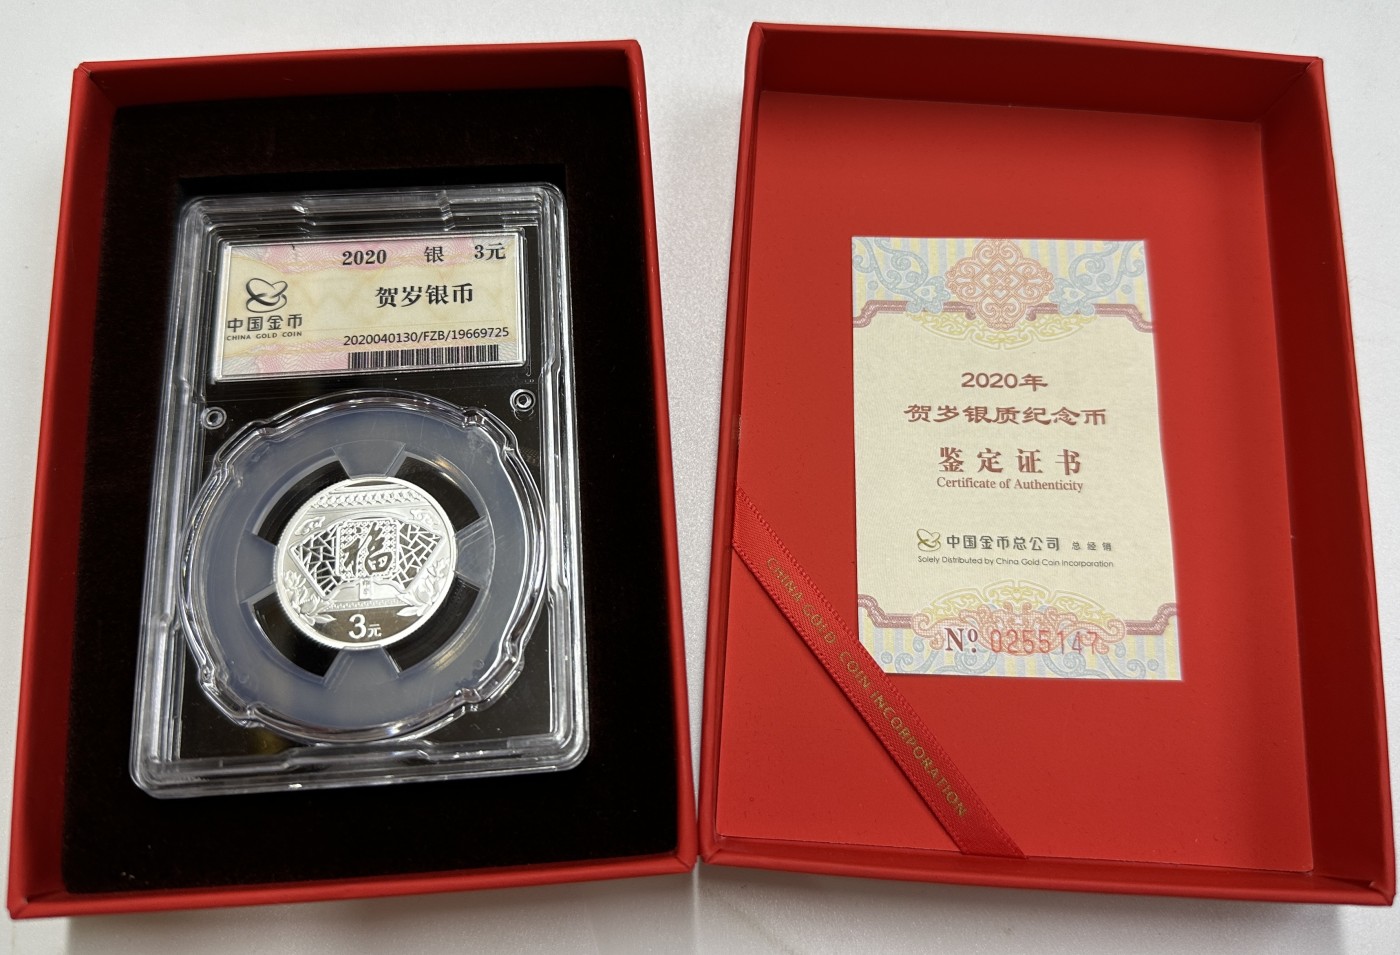 2020 银 3元
贺岁银币
中国金币
CHINA GOLD COIN
2020040130/FZB/19669725
福
3元
2020年
贺岁银质纪念币
鉴定证书
Certificate of Authenticity
中国金币总公司 总经销
Solely Distributed by China Gold Coin Incorporation
No. 0255147
CHINA GOLD COIN INCORPORATION